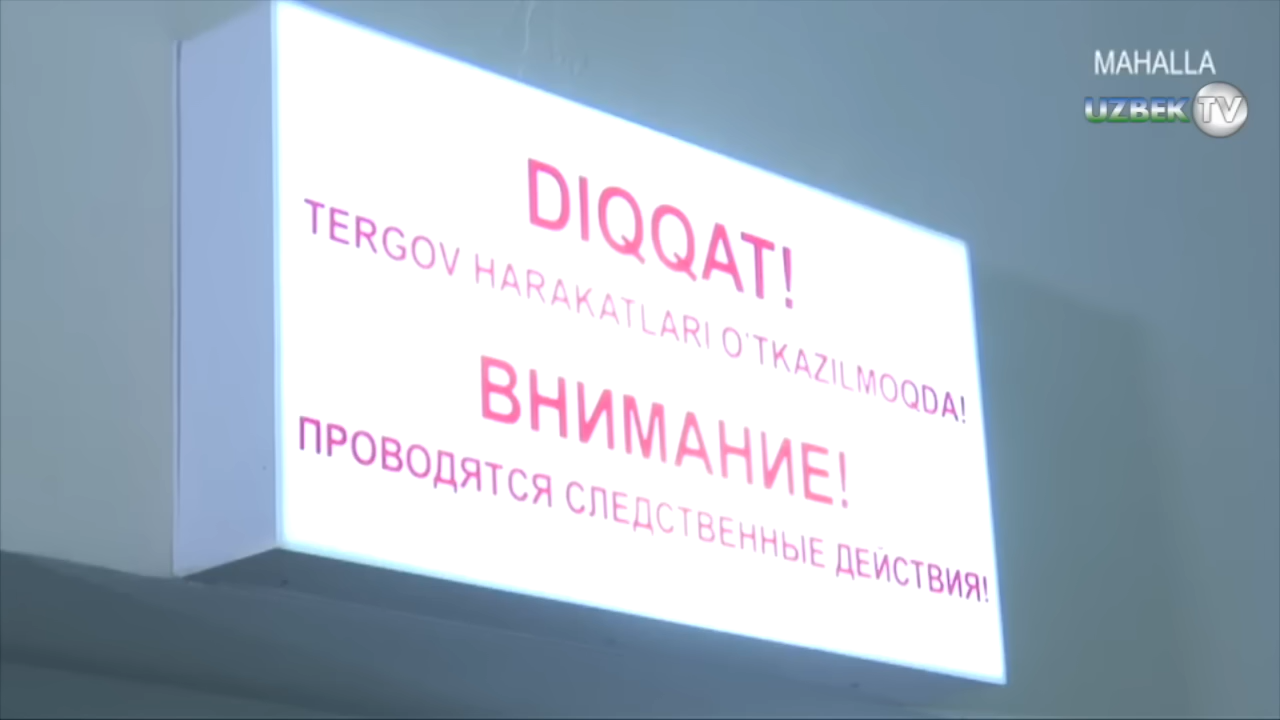 MAHALLA
UZBEK TV
DIQQAT!
TERGOV HARAKATLARI O'TKAZILMOQDA!
ВНИМАНИЕ!
ПРОВОДЯТСЯ СЛЕДСТВЕННЫЕ ДЕЙСТВИЯ!